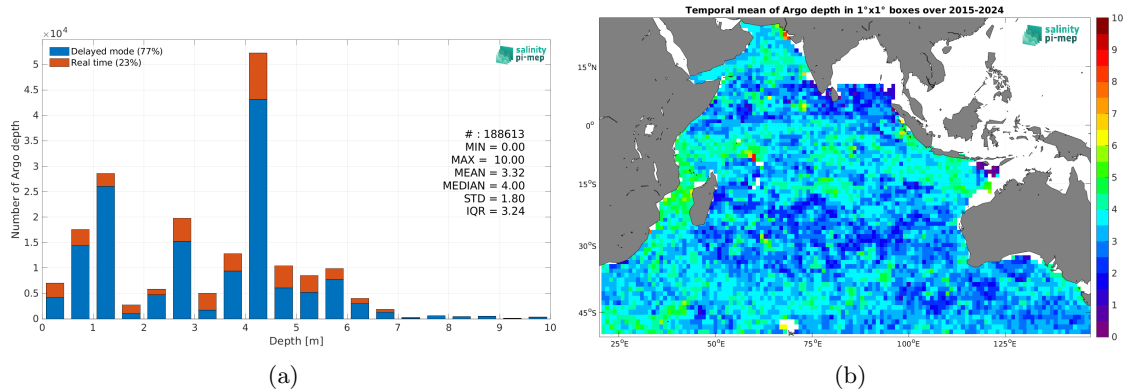 ×10⁴
Delayed mode (77%)
Real time (23%)
salinity
pi-mep
# : 188613
MIN = 0.00
MAX = 10.00
MEAN = 3.32
MEDIAN = 4.00
STD = 1.80
IQR = 3.24
Number of Argo depth
5
4.5
4
3.5
3
2.5
2
1.5
1
0.5
0
0 1 2 3 4 5 6 7 8 9 10
Depth [m]
(a)
Temporal mean of Argo depth in 1°x1° boxes over 2015-2024
salinity
pi-mep
15°N
0°
15°S
30°S
45°S
25°E 50°E 75°E 100°E 125°E
10
9
8
7
6
5
4
3
2
1
0
(b)